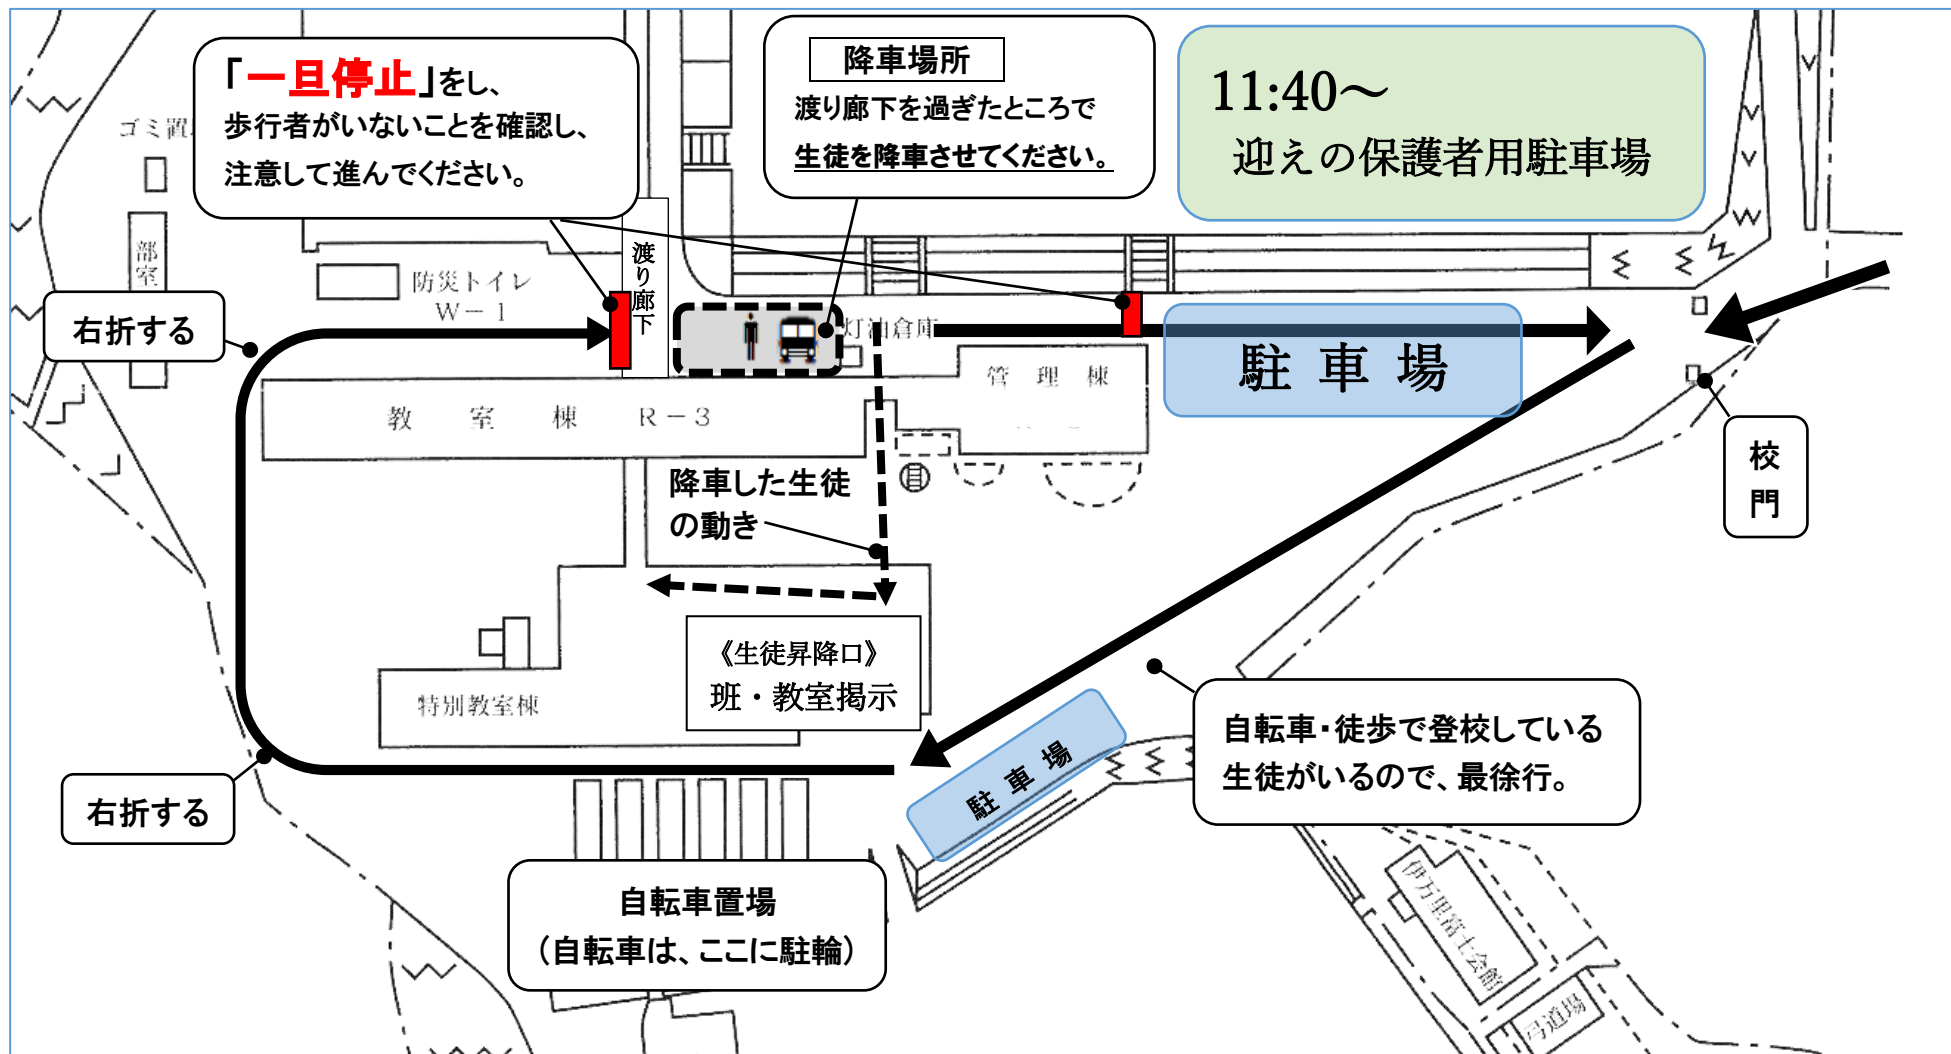 「一旦停止」をし、
歩行者がいないことを確認し、
注意して進んでください。
降車場所
渡り廊下を過ぎたところで
生徒を降車させてください。
11:40～
迎えの保護者用駐車場
ゴミ置
部室
防災トイレ
W－1
渡り廊下
灯油倉庫
右折する
駐車場
管理棟
教室棟 R－3
校門
降車した生徒
の動き
《生徒昇降口》
班・教室掲示
特別教室棟
右折する
駐車場
自転車・徒歩で登校している
生徒がいるので、最徐行。
自転車置場
（自転車は、ここに駐輪）
伊万里富士会館
弓道場